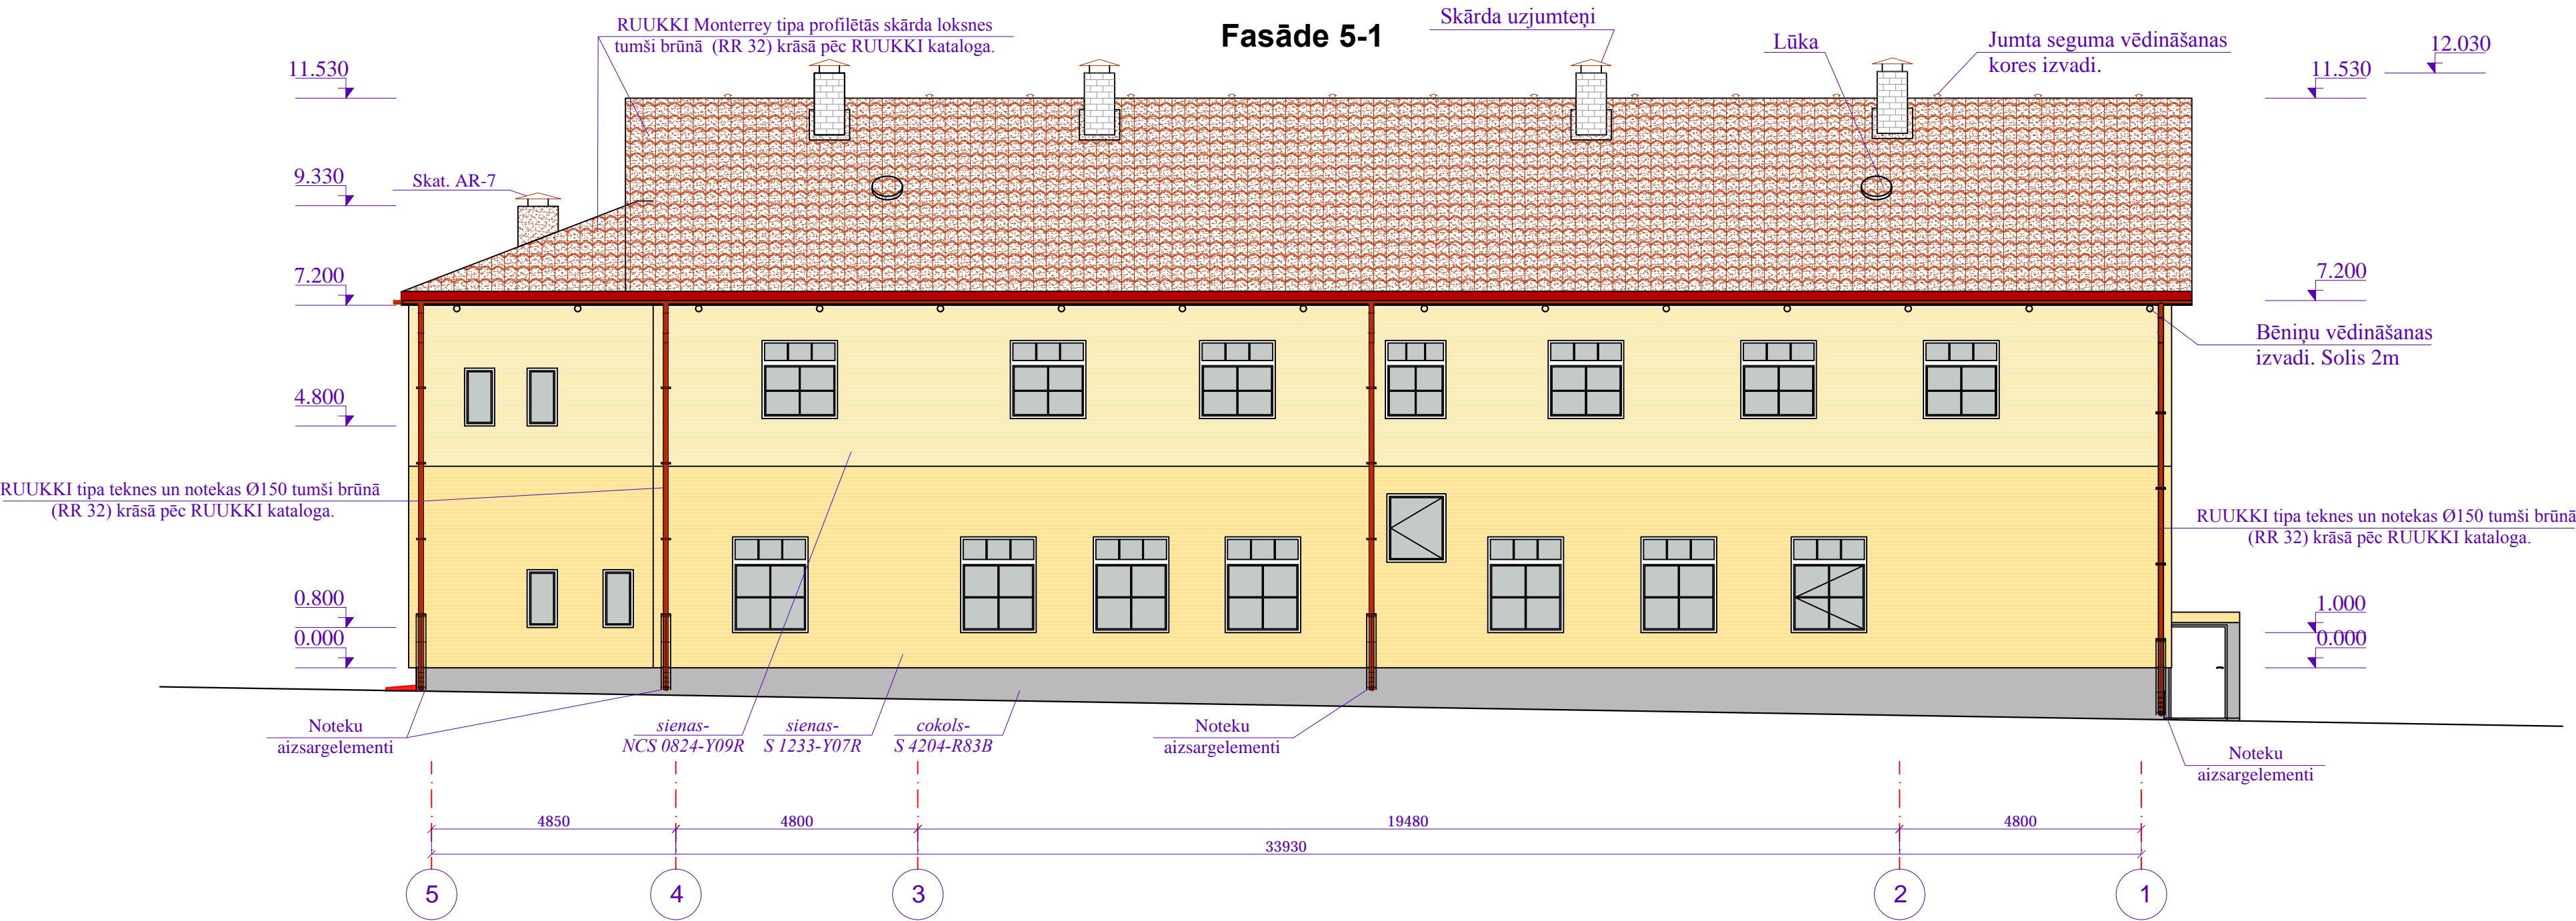 Fasāde 5-1
RUUKKI Monterrey tipa profilētās skārda loksnes
tumši brūnā (RR 32) krāsā pēc RUUKKI kataloga.
Skārda uzjumteņi
Lūka
Jumta seguma vēdināšanas
kores izvadi.
12.030
11.530
11.530
9.330
Skat. AR-7
7.200
7.200
Bēniņu vēdināšanas
izvadi. Solis 2m
4.800
RUUKKI tipa teknes un notekas Ø150 tumši brūnā
(RR 32) krāsā pēc RUUKKI kataloga.
RUUKKI tipa teknes un notekas Ø150 tumši brūnā
(RR 32) krāsā pēc RUUKKI kataloga.
0.800
0.000
1.000
0.000
Noteku
aizsargelementi
sienas-
NCS 0824-Y09R
sienas-
S 1233-Y07R
cokols-
S 4204-R83B
Noteku
aizsargelementi
Noteku
aizsargelementi
4850
4800
19480
4800
33930
5
4
3
2
1